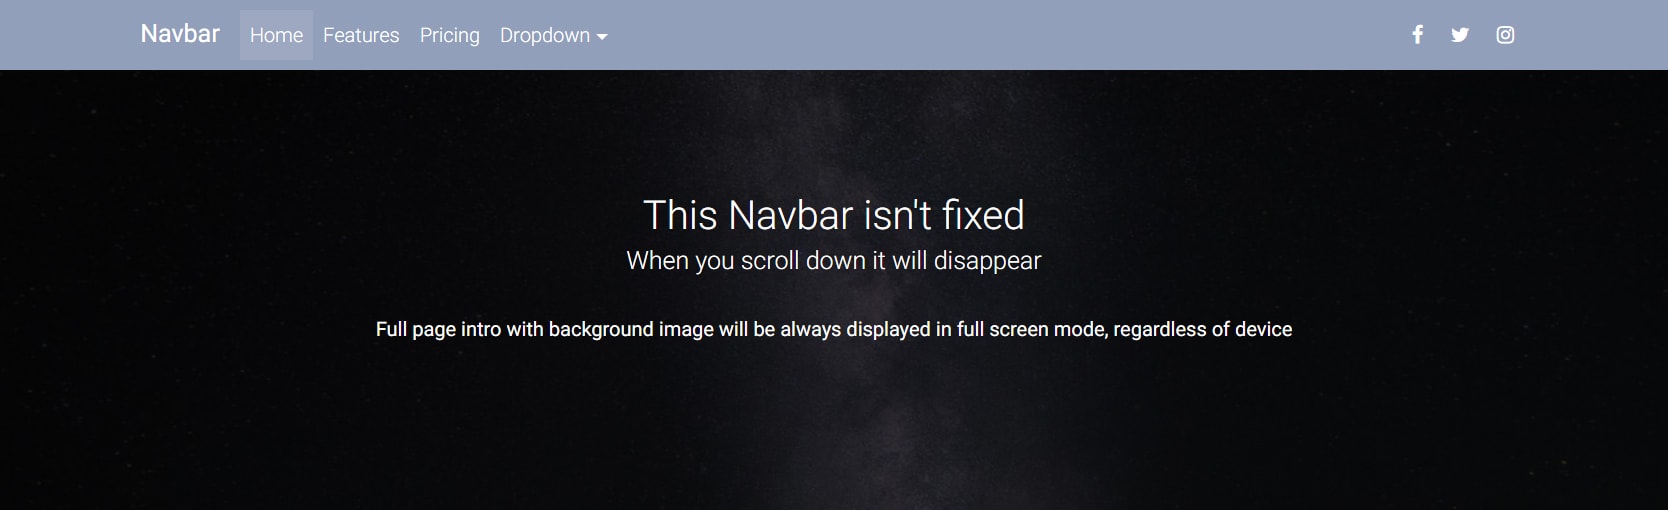 Navbar Home Features Pricing Dropdown
This Navbar isn't fixed
When you scroll down it will disappear
Full page intro with background image will be always displayed in full screen mode, regardless of device